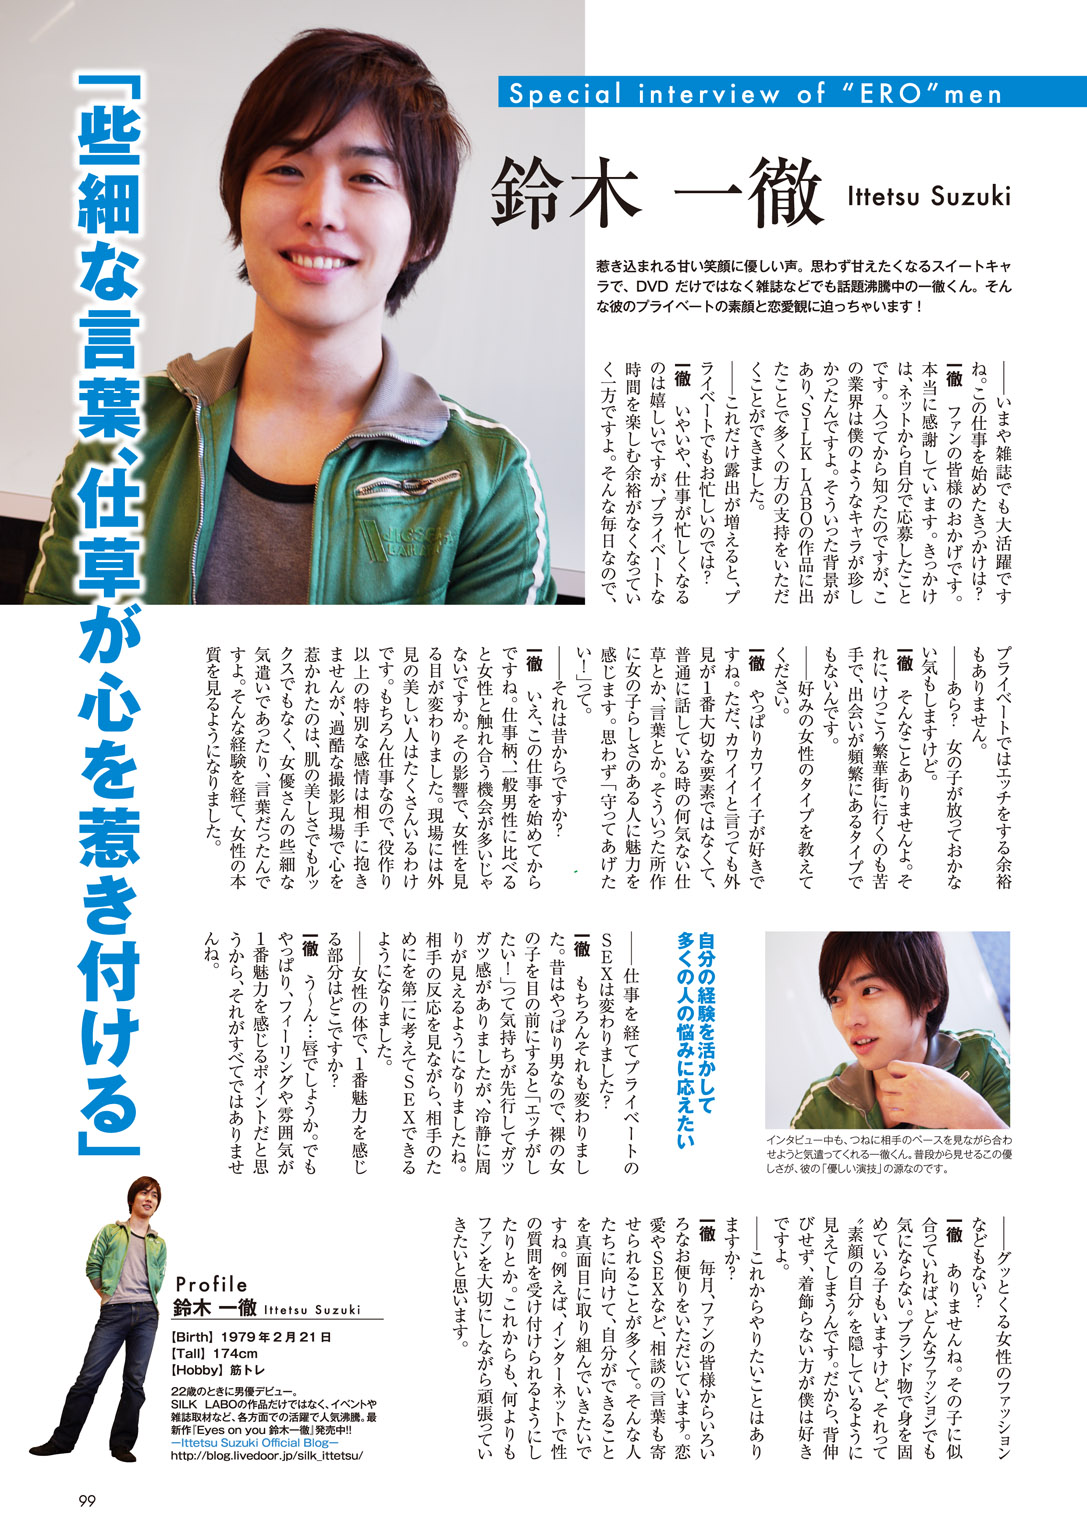 Special interview of “ERO”men
鈴木 一徹 Ittetsu Suzuki
「些細な言葉、仕草が心を惹き付ける」
惹き込まれる甘い笑顔に優しい声。思わず甘えたくなるスイートキャ
ラで、DVD だけではなく雑誌などでも話題沸騰中の一徹くん。そん
な彼のプライベートの素顔と恋愛観に迫っちゃいます！
――いまや雑誌でも大活躍です
ね。この仕事を始めたきっかけは？
一徹　ファンの皆様のおかげです。
本当に感謝しています。きっかけ
は、ネットから自分で応募したこと
です。入ってから知ったのですが、こ
の業界は僕のようなキャラが珍し
かったんですよ。そういった背景が
あり、SILK LABOの作品に出
たことで多くの方の支持をいただ
くことができました。
――これだけ露出が増えると、プ
ライベートでもお忙しいのでは？
一徹　いやいや、仕事が忙しくなる
のは嬉しいですが、プライベートな
時間を楽しむ余裕がなくなってい
く一方ですよ。そんな毎日なので、
プライベートではエッチをする余裕
もありません。
――あら？　女の子が放っておかな
い気もしますけど。
一徹　そんなことありませんよ。そ
れに、けっこう繁華街に行くのも苦
手で、出会いが頻繁にあるタイプで
もないんです。
――好みの女性のタイプを教えて
ください。
一徹　やっぱりカワイイ子が好きで
すね。ただ、カワイイと言っても外
見が１番大切な要素ではなくて、
普通に話している時の何気ない仕
草とか、言葉とか。そういった所作
に女の子らしさのある人に魅力を
感じます。思わず「守ってあげた
い！」って。
――それは昔からですか？
一徹　いえ、この仕事を始めてから
ですね。仕事柄、一般男性に比べる
と女性と触れ合う機会が多いじゃ
ないですか。その影響で、女性を見
る目が変わりました。現場には外
見の美しい人はたくさんいるわけ
です。もちろん仕事なので、役作り
以上の特別な感情は相手に抱き
ませんが、過酷な撮影現場で心を
惹かれたのは、肌の美しさでもルッ
クスでもなく、女優さんの些細な
気遣いであったり、言葉だったんで
すよ。そんな経験を経て、女性の本
質を見るようになりました。
インタビュー中も、つねに相手のペースを見ながら合わ
せようと気遣ってくれる一徹くん。普段から見せるこの優
しさが、彼の「優しい演技」の源なのです。
自分の経験を活かして
多くの人の悩みに応えたい
――仕事を経てプライベートの
SEXは変わりました？
一徹　もちろんそれも変わりまし
た。昔はやっぱり男なので、裸の女
の子を目の前にすると「エッチがし
たい！」って気持ちが先行してガツ
ガツ感がありましたが、冷静に周
りが見えるようになりましたね。
相手の反応を見ながら、相手のた
めにを第一に考えてSEXできる
ようになりました。
――女性の体で、１番魅力を感じ
る部分はどこですか？
一徹　う〜ん…唇でしょうか。でも
やっぱり、フィーリングや雰囲気が
１番魅力を感じるポイントだと思
うから、それがすべてではありませ
んね。
――グッとくる女性のファッション
などもない？
一徹　ありませんね。その子に似
合っていれば、どんなファッションでも
気にならない。ブランド物で身を固
めている子もいますけど、それって
〝素顔の自分〟を隠しているように
見えてしまうんです。だから、背伸
びせず、着飾らない方が僕は好き
ですよ。
――これからやりたいことはあり
ますか？
一徹　毎月、ファンの皆様からいろい
ろなお便りをいただいています。恋
愛やSEXなど、相談の言葉も寄
せられることが多くて。そんな人
たちに向けて、自分ができること
を真面目に取り組んでいきたいで
すね。例えば、インターネットで性
の質問を受け付けられるようにし
たりとか。これからも、何よりも
ファンを大切にしながら頑張ってい
きたいと思います。
Profile
鈴木 一徹 Ittetsu Suzuki
【Birth】1979年2月21日
【Tall】174cm
【Hobby】筋トレ
22歳のときに男優デビュー。
SILK LABOの作品だけではなく、イベントや
雑誌取材など、各方面での活躍で人気沸騰。最
新作『Eyes on you 鈴木一徹』発売中!!
―Ittetsu Suzuki Official Blog―
http://blog.livedoor.jp/silk_ittetsu/
99